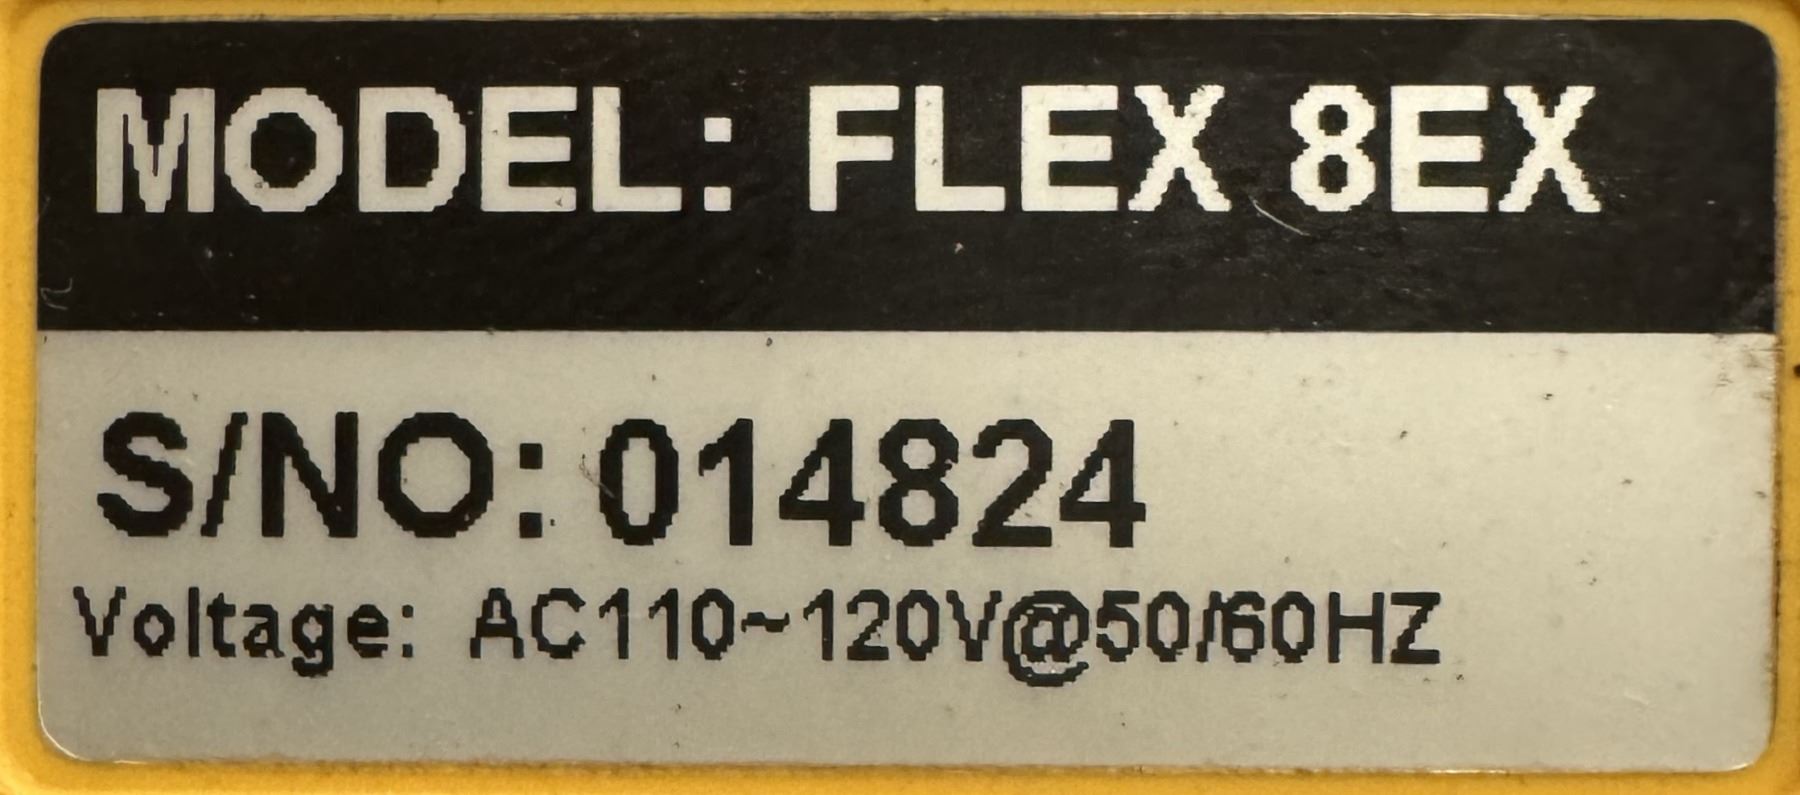 MODEL: FLEX 8EX
S/NO: 014824
Voltage: AC110~120V@50/60HZ